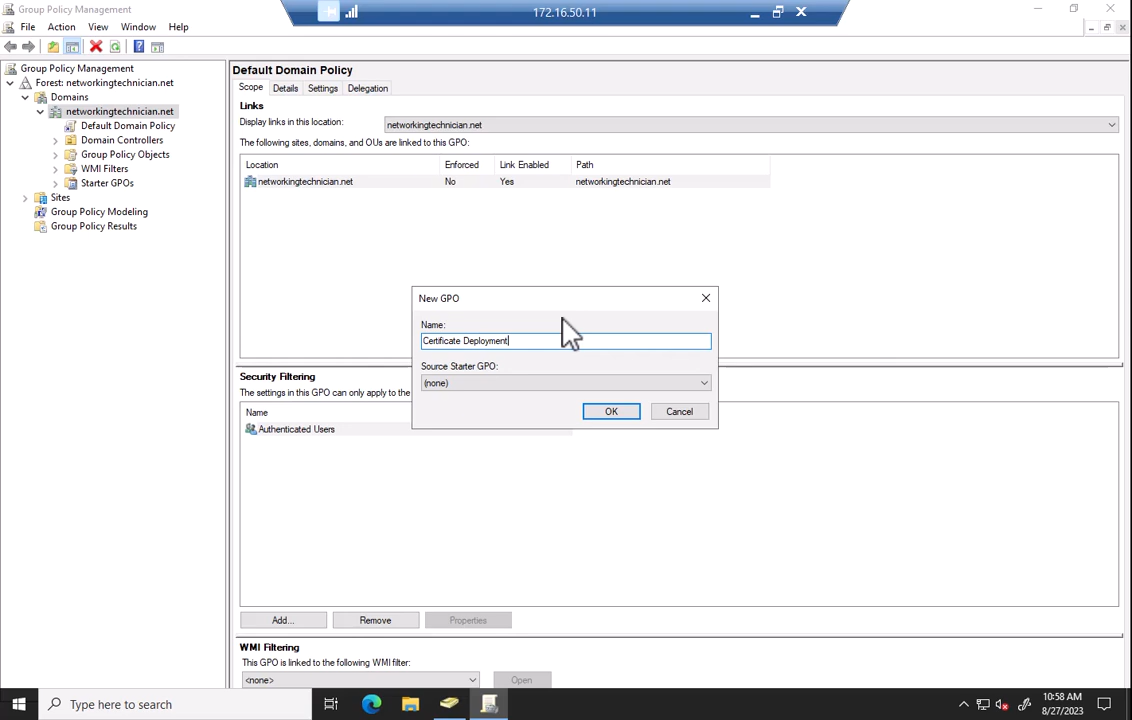 Group Policy Management
172.16.50.11
File Action View Window Help
Group Policy Management
Forest: networkingtechnician.net
Domains
networkingtechnician.net
Default Domain Policy
Domain Controllers
Group Policy Objects
WMI Filters
Starter GPOs
Sites
Group Policy Modeling
Group Policy Results
Default Domain Policy
Scope Details Settings Delegation
Links
Display links in this location: networkingtechnician.net
The following sites, domains, and OUs are linked to this GPO:
Location Enforced Link Enabled Path
networkingtechnician.net No Yes networkingtechnician.net
New GPO
Name:
Certificate Deployment
Source Starter GPO:
(none)
OK Cancel
Security Filtering
The settings in this GPO can only apply to the
Name
Authenticated Users
Add... Remove Properties
WMI Filtering
This GPO is linked to the following WMI filter:
<none> Open
Type here to search
10:58 AM
8/27/2023